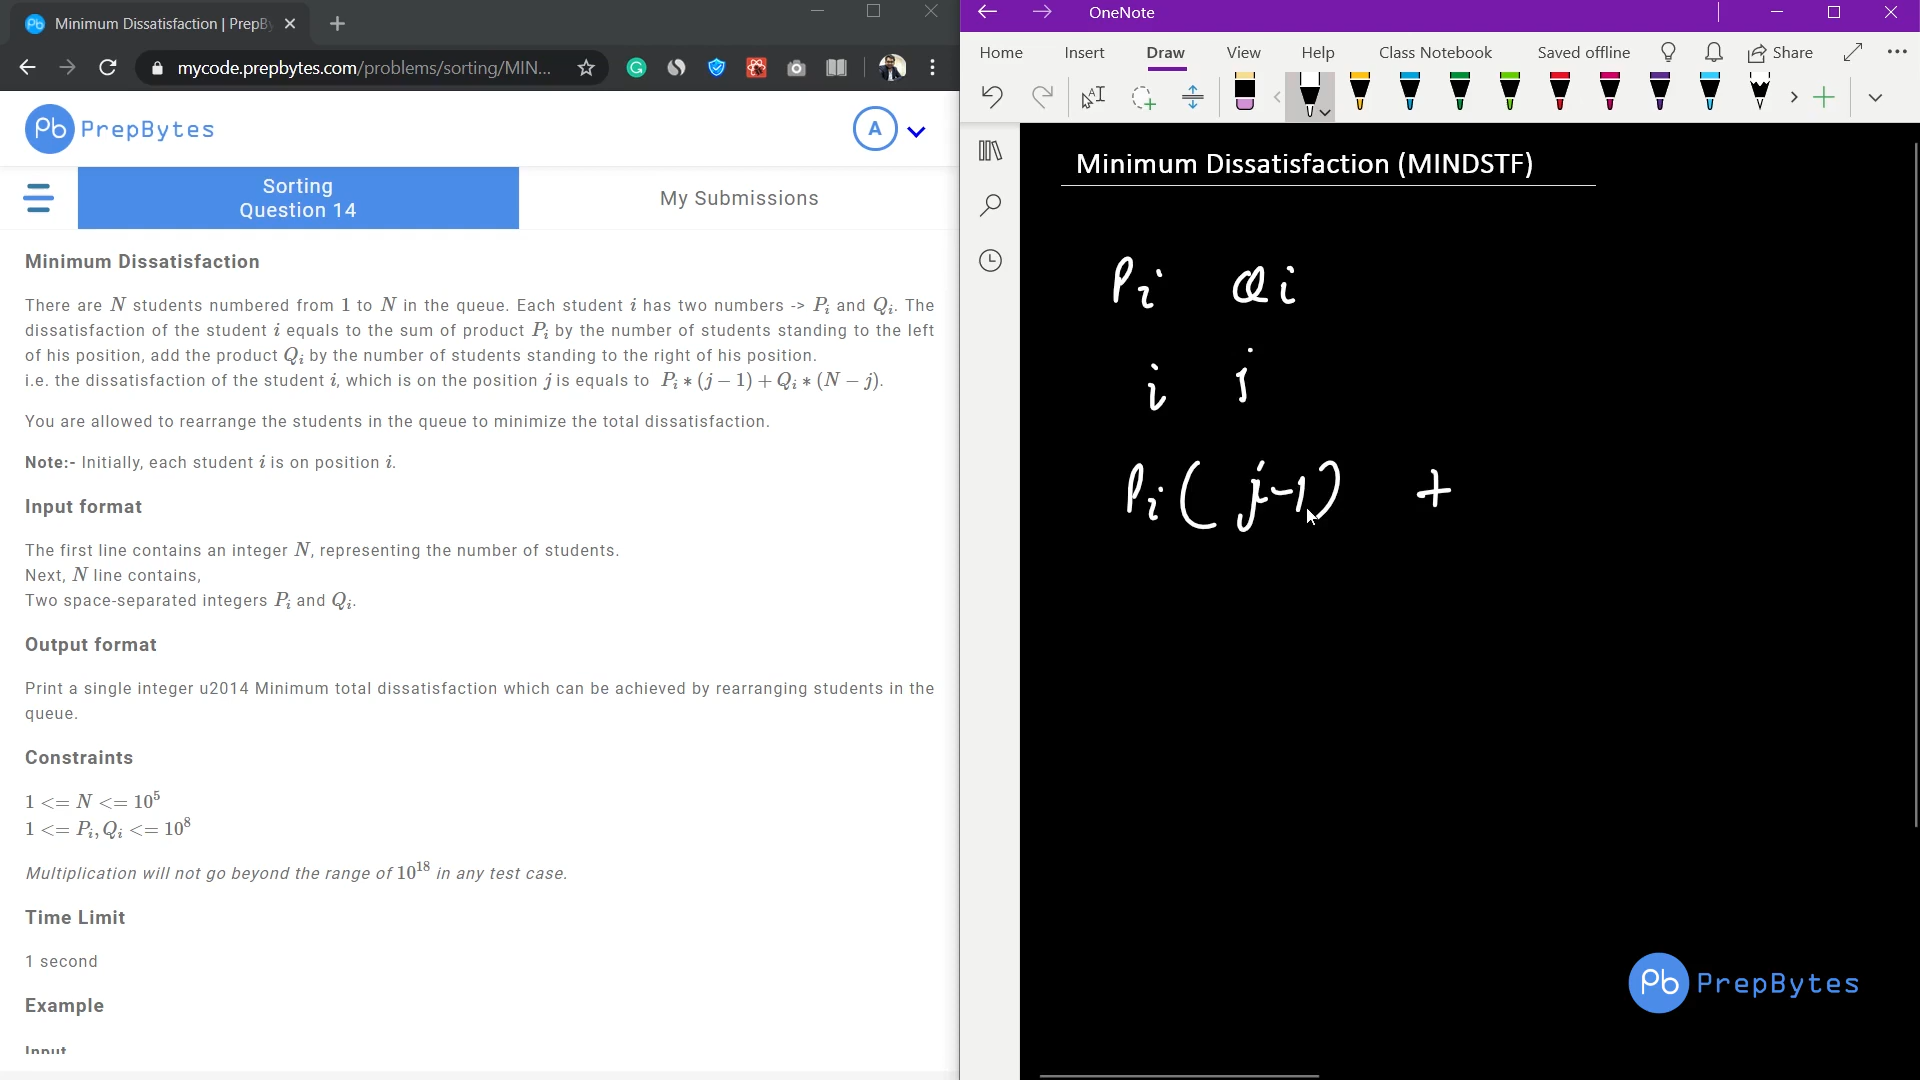 Minimum Dissatisfaction | PrepBy
mycode.prepbytes.com/problems/sorting/MIN...
Pb PrepBytes
A
Sorting
Question 14
My Submissions
Minimum Dissatisfaction
There are N students numbered from 1 to N in the queue. Each student i has two numbers -> Pi and Qi. The
dissatisfaction of the student i equals to the sum of product Pi by the number of students standing to the left
of his position, add the product Qi by the number of students standing to the right of his position.
i.e. the dissatisfaction of the student i, which is on the position j is equals to Pi * (j − 1) + Qi * (N − j).
You are allowed to rearrange the students in the queue to minimize the total dissatisfaction.
Note:- Initially, each student i is on position i.
Input format
The first line contains an integer N, representing the number of students.
Next, N line contains,
Two space-separated integers Pi and Qi.
Output format
Print a single integer u2014 Minimum total dissatisfaction which can be achieved by rearranging students in the
queue.
Constraints
1 <= N <= 10^5
1 <= Pi, Qi <= 10^8
Multiplication will not go beyond the range of 10^18 in any test case.
Time Limit
1 second
Example
Input
OneNote
Home Insert Draw View Help Class Notebook Saved offline Share
Minimum Dissatisfaction (MINDSTF)
Pi Qi
i j
Pi ( j-1) +
Pb PrepBytes